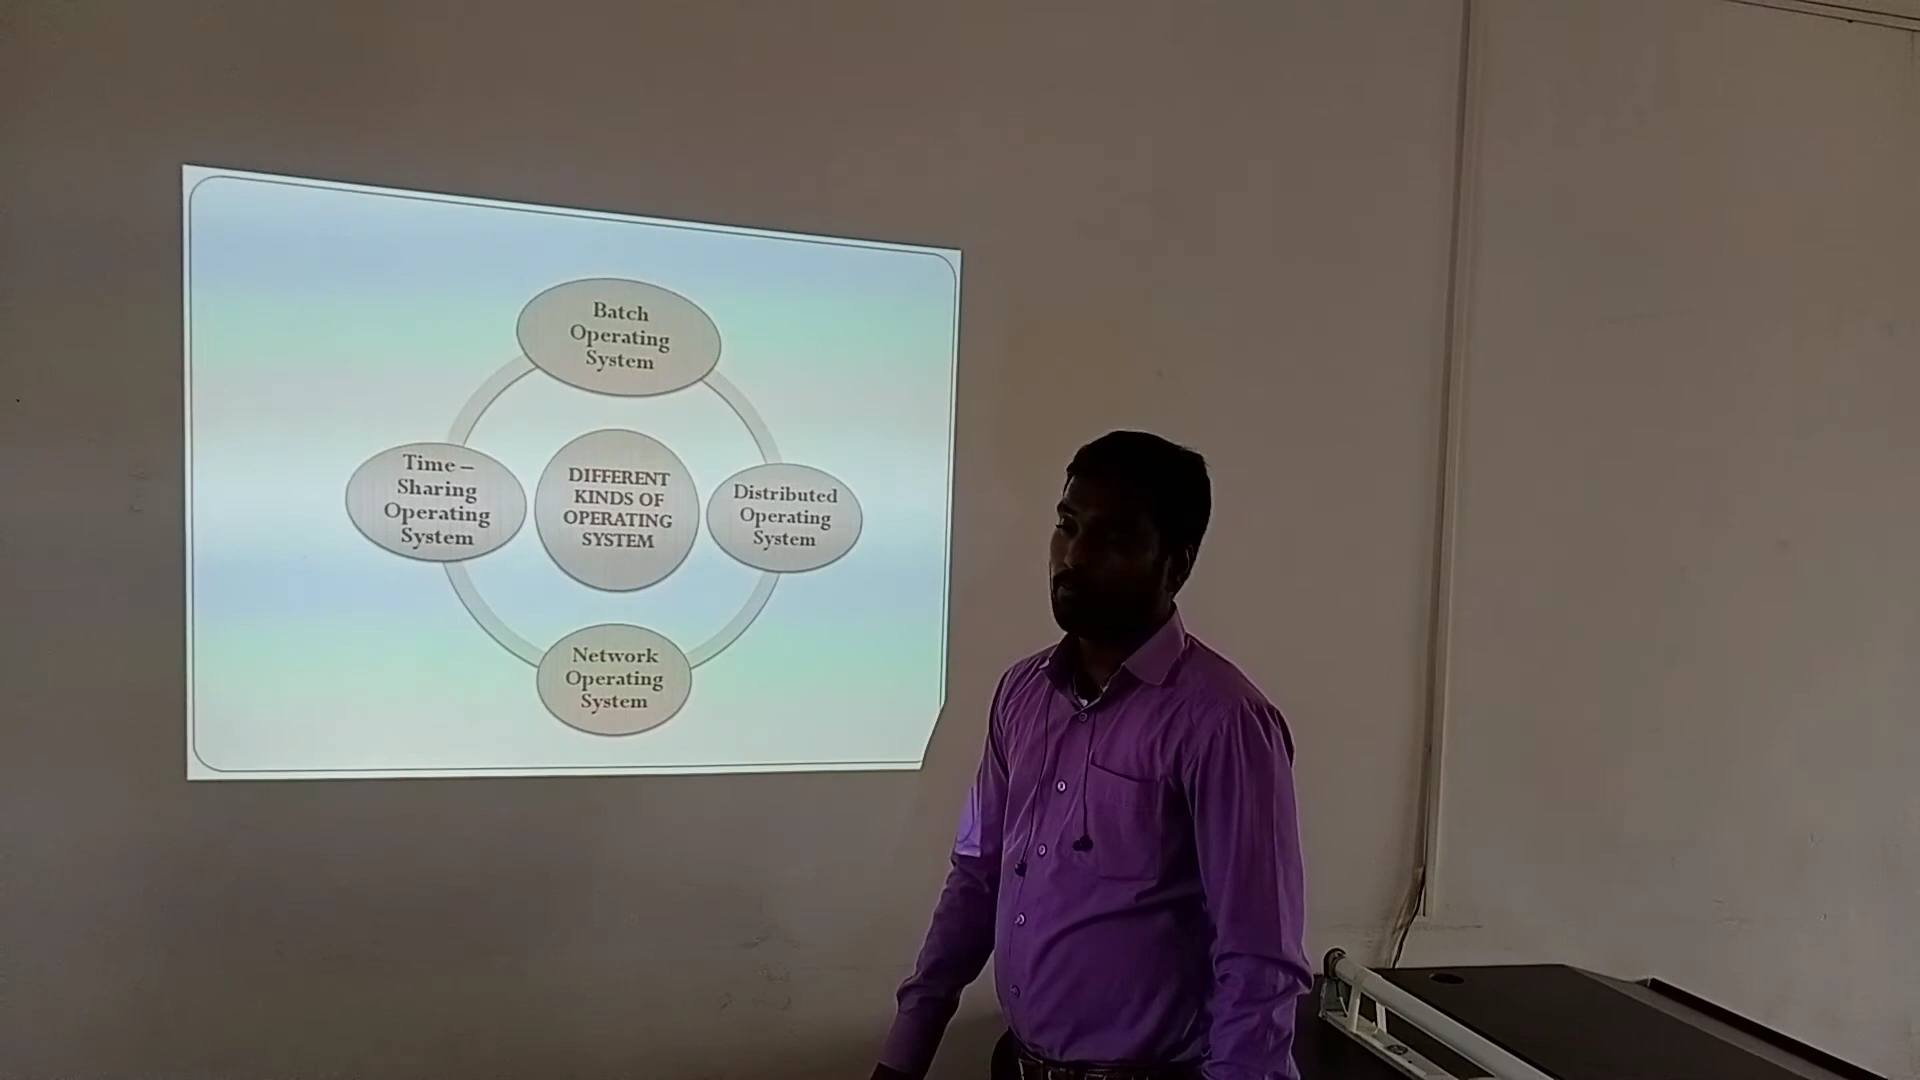 Batch
Operating
System
Time –
Sharing
Operating
System
DIFFERENT
KINDS OF
OPERATING
SYSTEM
Distributed
Operating
System
Network
Operating
System